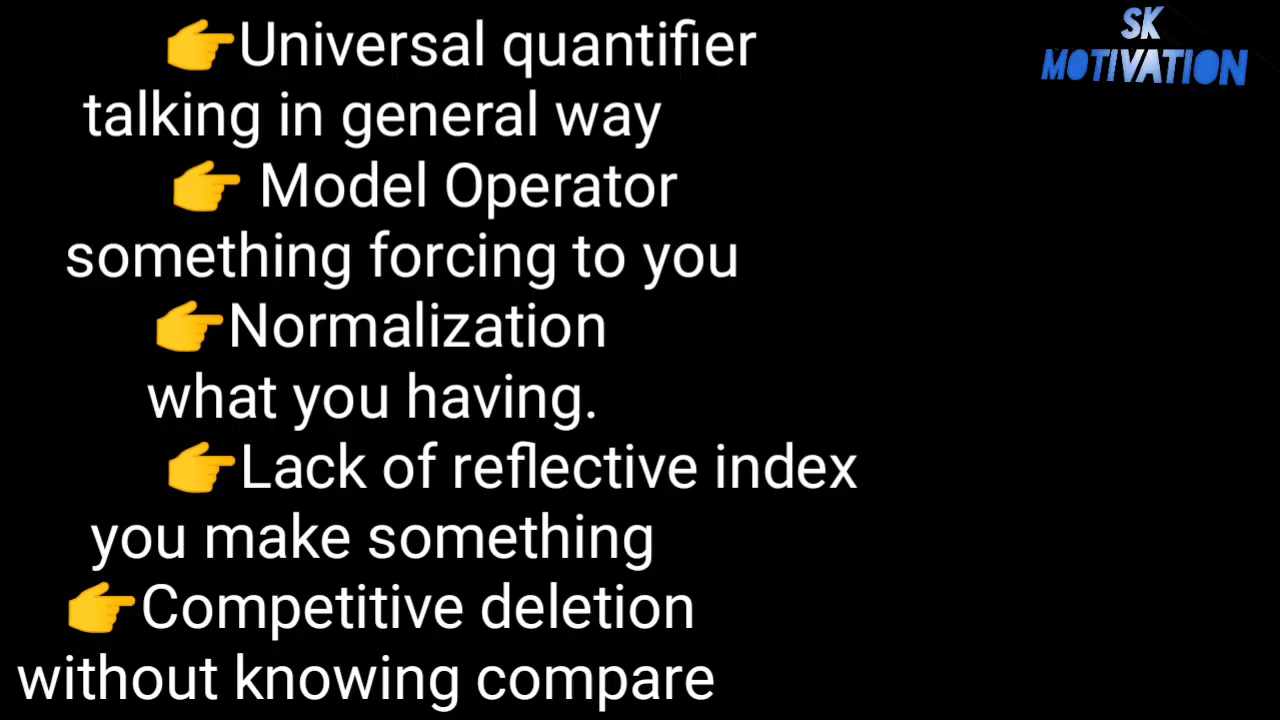 👉Universal quantifier
talking in general way
👉 Model Operator
something forcing to you
👉Normalization
what you having.
👉Lack of reflective index
you make something
👉Competitive deletion
without knowing compare
SK
MOTIVATION